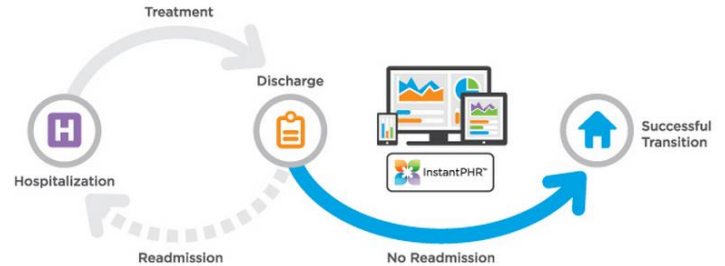 Treatment
Discharge
H
InstantPHR™
Successful
Transition
Hospitalization
Readmission
No Readmission